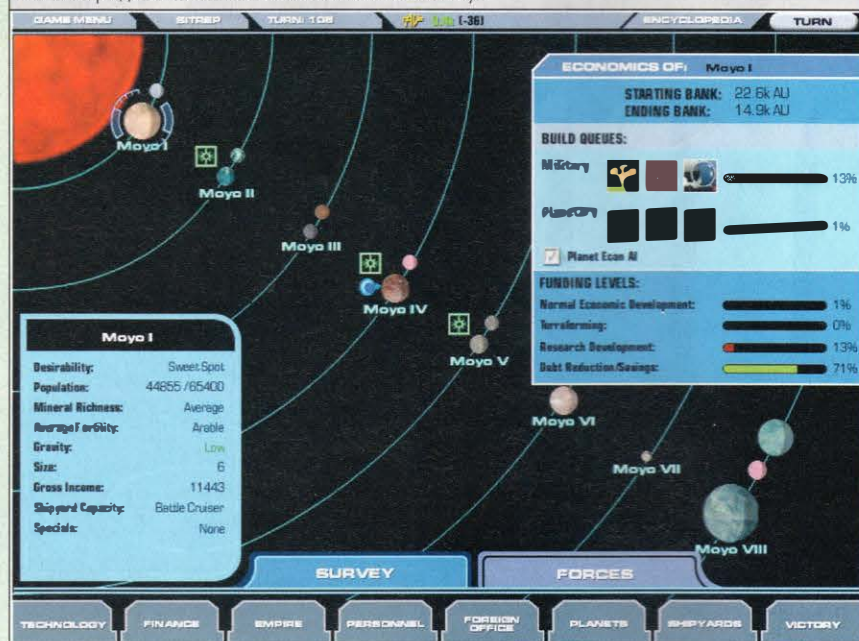 GAME MENU
SITREP
TURN: 108
(-36)
ENCYCLOPEDIA
TURN
ECONOMICS OF: Moyo I
STARTING BANK: 22.6k AU
ENDING BANK: 14.9k AU
BUILD QUEUES:
Military 13%
Planetary 1%
Planet Econ AI
FUNDING LEVELS:
Normal Economic Development: 1%
Terraforming: 0%
Research Development: 13%
Debt Reduction/Savings: 71%
Moyo I
Moyo II
Moyo III
Moyo IV
Moyo V
Moyo VI
Moyo VII
Moyo VIII
Moyo I
Desirability: Sweet Spot
Population: 44855 /65400
Mineral Richness: Average
Average Fertility: Arable
Gravity: Low
Size: 6
Gross Income: 11443
Shipyard Capacity: Battle Cruiser
Specials: None
SURVEY
FORCES
TECHNOLOGY
FINANCE
EMPIRE
PERSONNEL
FOREIGN
OFFICE
PLANETS
SHIPYARDS
VICTORY